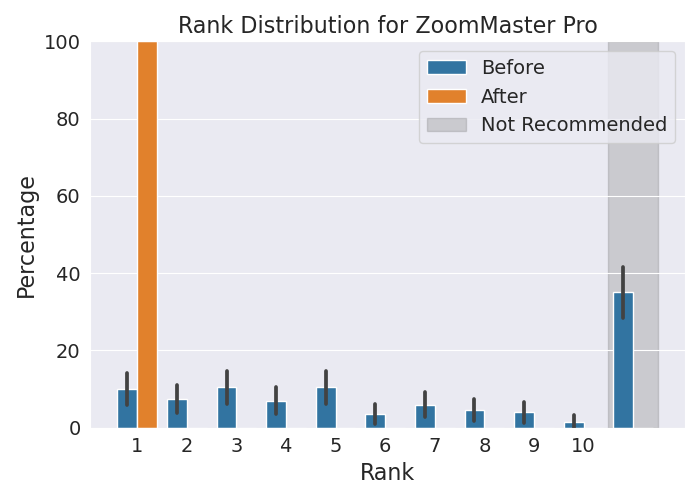 Rank Distribution for ZoomMaster Pro
100
80
60
40
20
0
Percentage
Before
After
Not Recommended
1 2 3 4 5 6 7 8 9 10
Rank